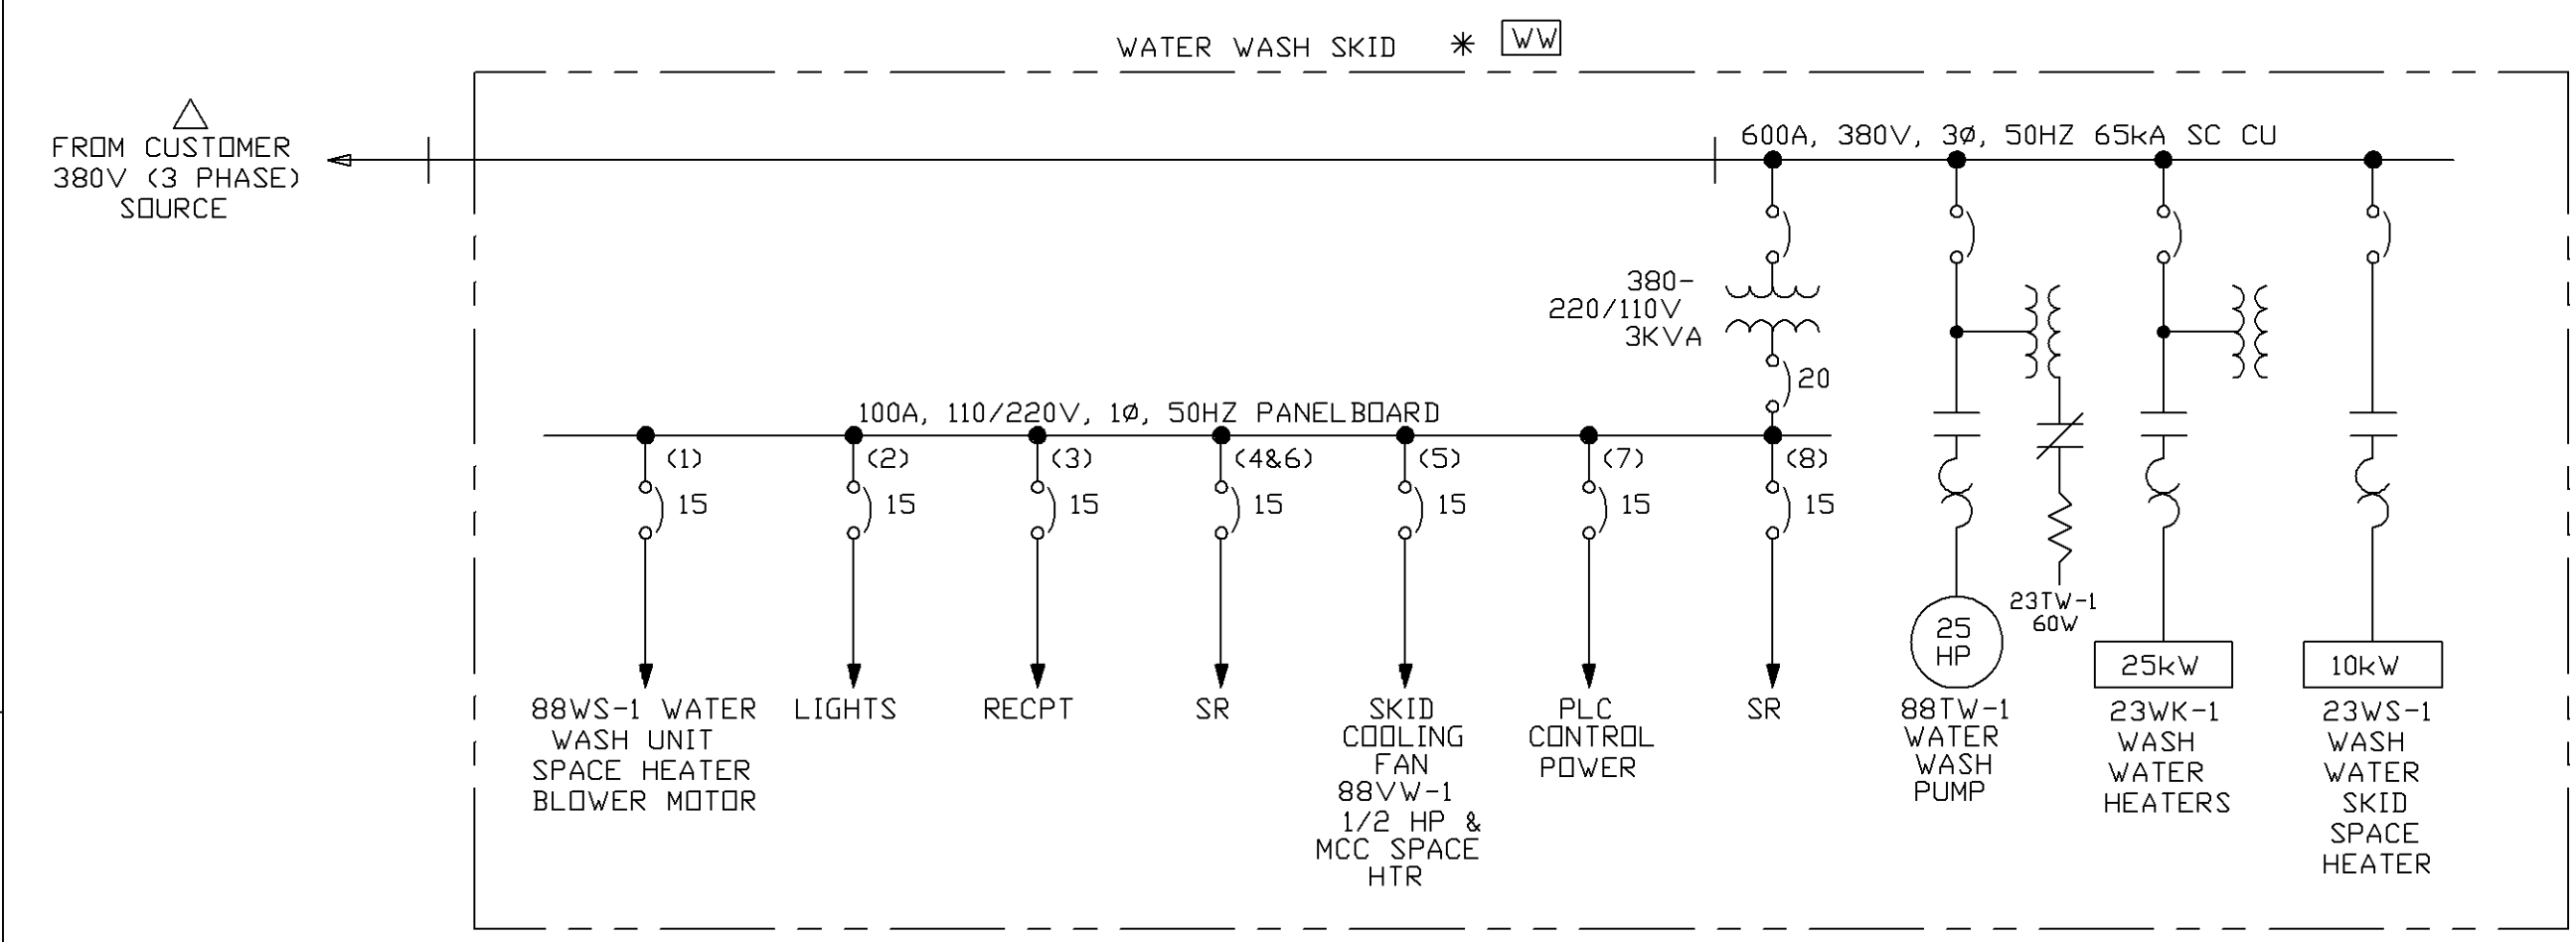 WATER WASH SKID * WW
FROM CUSTOMER
380V (3 PHASE)
SOURCE
600A, 380V, 3Ø, 50HZ 65kA SC CU
380-
220/110V
3KVA
20
100A, 110/220V, 1Ø, 50HZ PANELBOARD
(1)
(2)
(3)
(4&6)
(5)
(7)
(8)
15
15
15
15
15
15
15
88WS-1 WATER
WASH UNIT
SPACE HEATER
BLOWER MOTOR
LIGHTS
RECPT
SR
SKID
COOLING
FAN
88VW-1
1/2 HP &
MCC SPACE
HTR
PLC
CONTROL
POWER
SR
25
HP
88TW-1
WATER
WASH
PUMP
23TW-1
60W
25kW
23WK-1
WASH
WATER
HEATERS
10kW
23WS-1
WASH
WATER
SKID
SPACE
HEATER